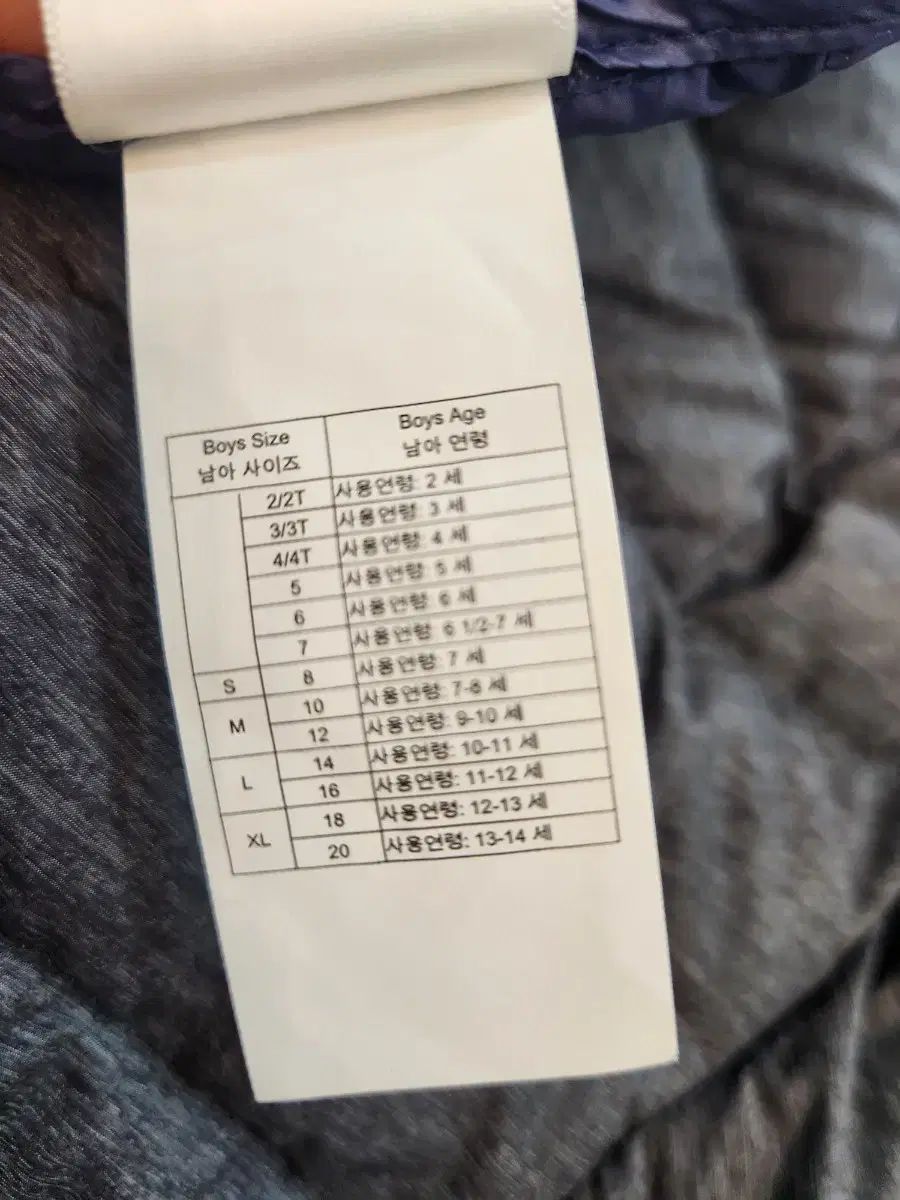 Boys Size Boys Age
남아 사이즈 남아 연령
2/2T 사용연령: 2 세
3/3T 사용연령: 3 세
4/4T 사용연령: 4 세
5 사용연령: 5 세
6 사용연령: 6 세
7 사용연령: 6 1/2-7 세
S 8 사용연령: 7 세
M 10 사용연령: 7-8 세
12 사용연령: 9-10 세
L 14 사용연령: 10-11 세
16 사용연령: 11-12 세
XL 18 사용연령: 12-13 세
20 사용연령: 13-14 세